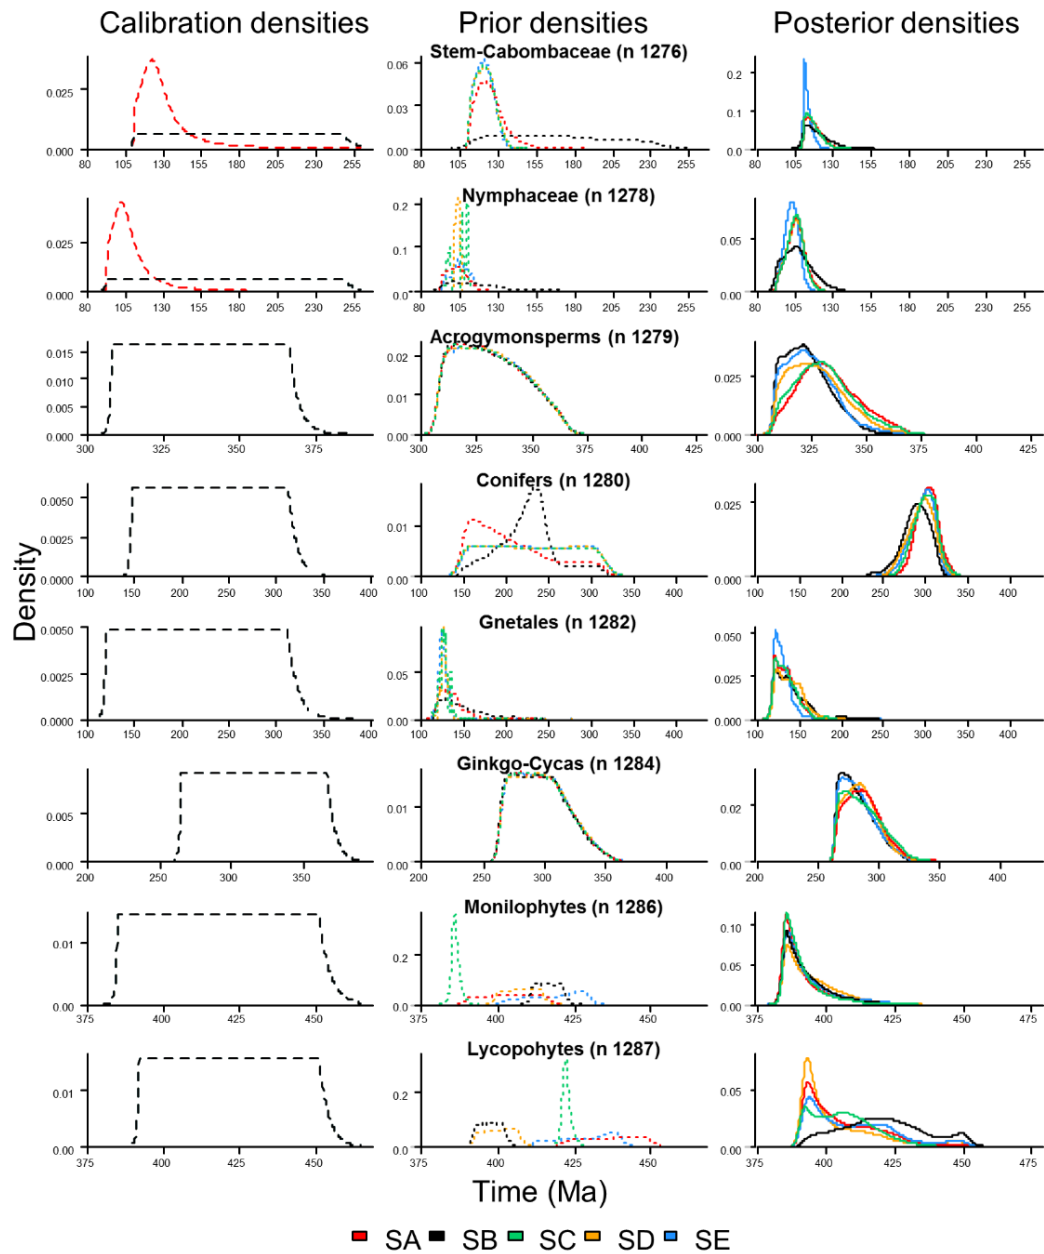 Calibration densities Prior densities Posterior densities
Stem-Cabombaceae (n 1276)
0.025
0.000
80 105 130 155 180 205 230 255
0.06
0.03
0.00
80 105 130 155 180 205 230 255
0.2
0.1
0.0
80 105 130 155 180 205 230 255
Nymphaceae (n 1278)
0.025
0.000
80 105 130 155 180 205 230 255
0.2
0.1
0.0
80 105 130 155 180 205 230 255
0.05
0.00
80 105 130 155 180 205 230 255
Acrogymonsperms (n 1279)
0.015
0.010
0.005
0.000
300 325 350 375
0.02
0.01
0.00
300 325 350 375 400 425
0.025
0.000
300 325 350 375 400 425
Conifers (n 1280)
0.0050
0.0025
0.0000
100 150 200 250 300 350 400
0.01
0.00
100 150 200 250 300 350 400
0.025
0.000
100 150 200 250 300 350 400
Gnetales (n 1282)
0.0050
0.0025
0.0000
100 150 200 250 300 350 400
0.05
0.00
100 150 200 250 300 350 400
0.050
0.025
0.000
100 150 200 250 300 350 400
Ginkgo-Cycas (n 1284)
0.005
0.000
200 250 300 350
0.01
0.00
200 250 300 350 400
0.02
0.00
200 250 300 350 400
Monilophytes (n 1286)
0.01
0.00
375 425 450
0.2
0.0
375 400 425 450 475
0.10
0.05
0.00
375 400 425 450 475
Lycopohytes (n 1287)
0.01
0.00
375 425 450
0.2
0.0
375 400 425 450 475
0.05
0.00
375 400 425 450 475
Density
Time (Ma)
SA SB SC SD SE